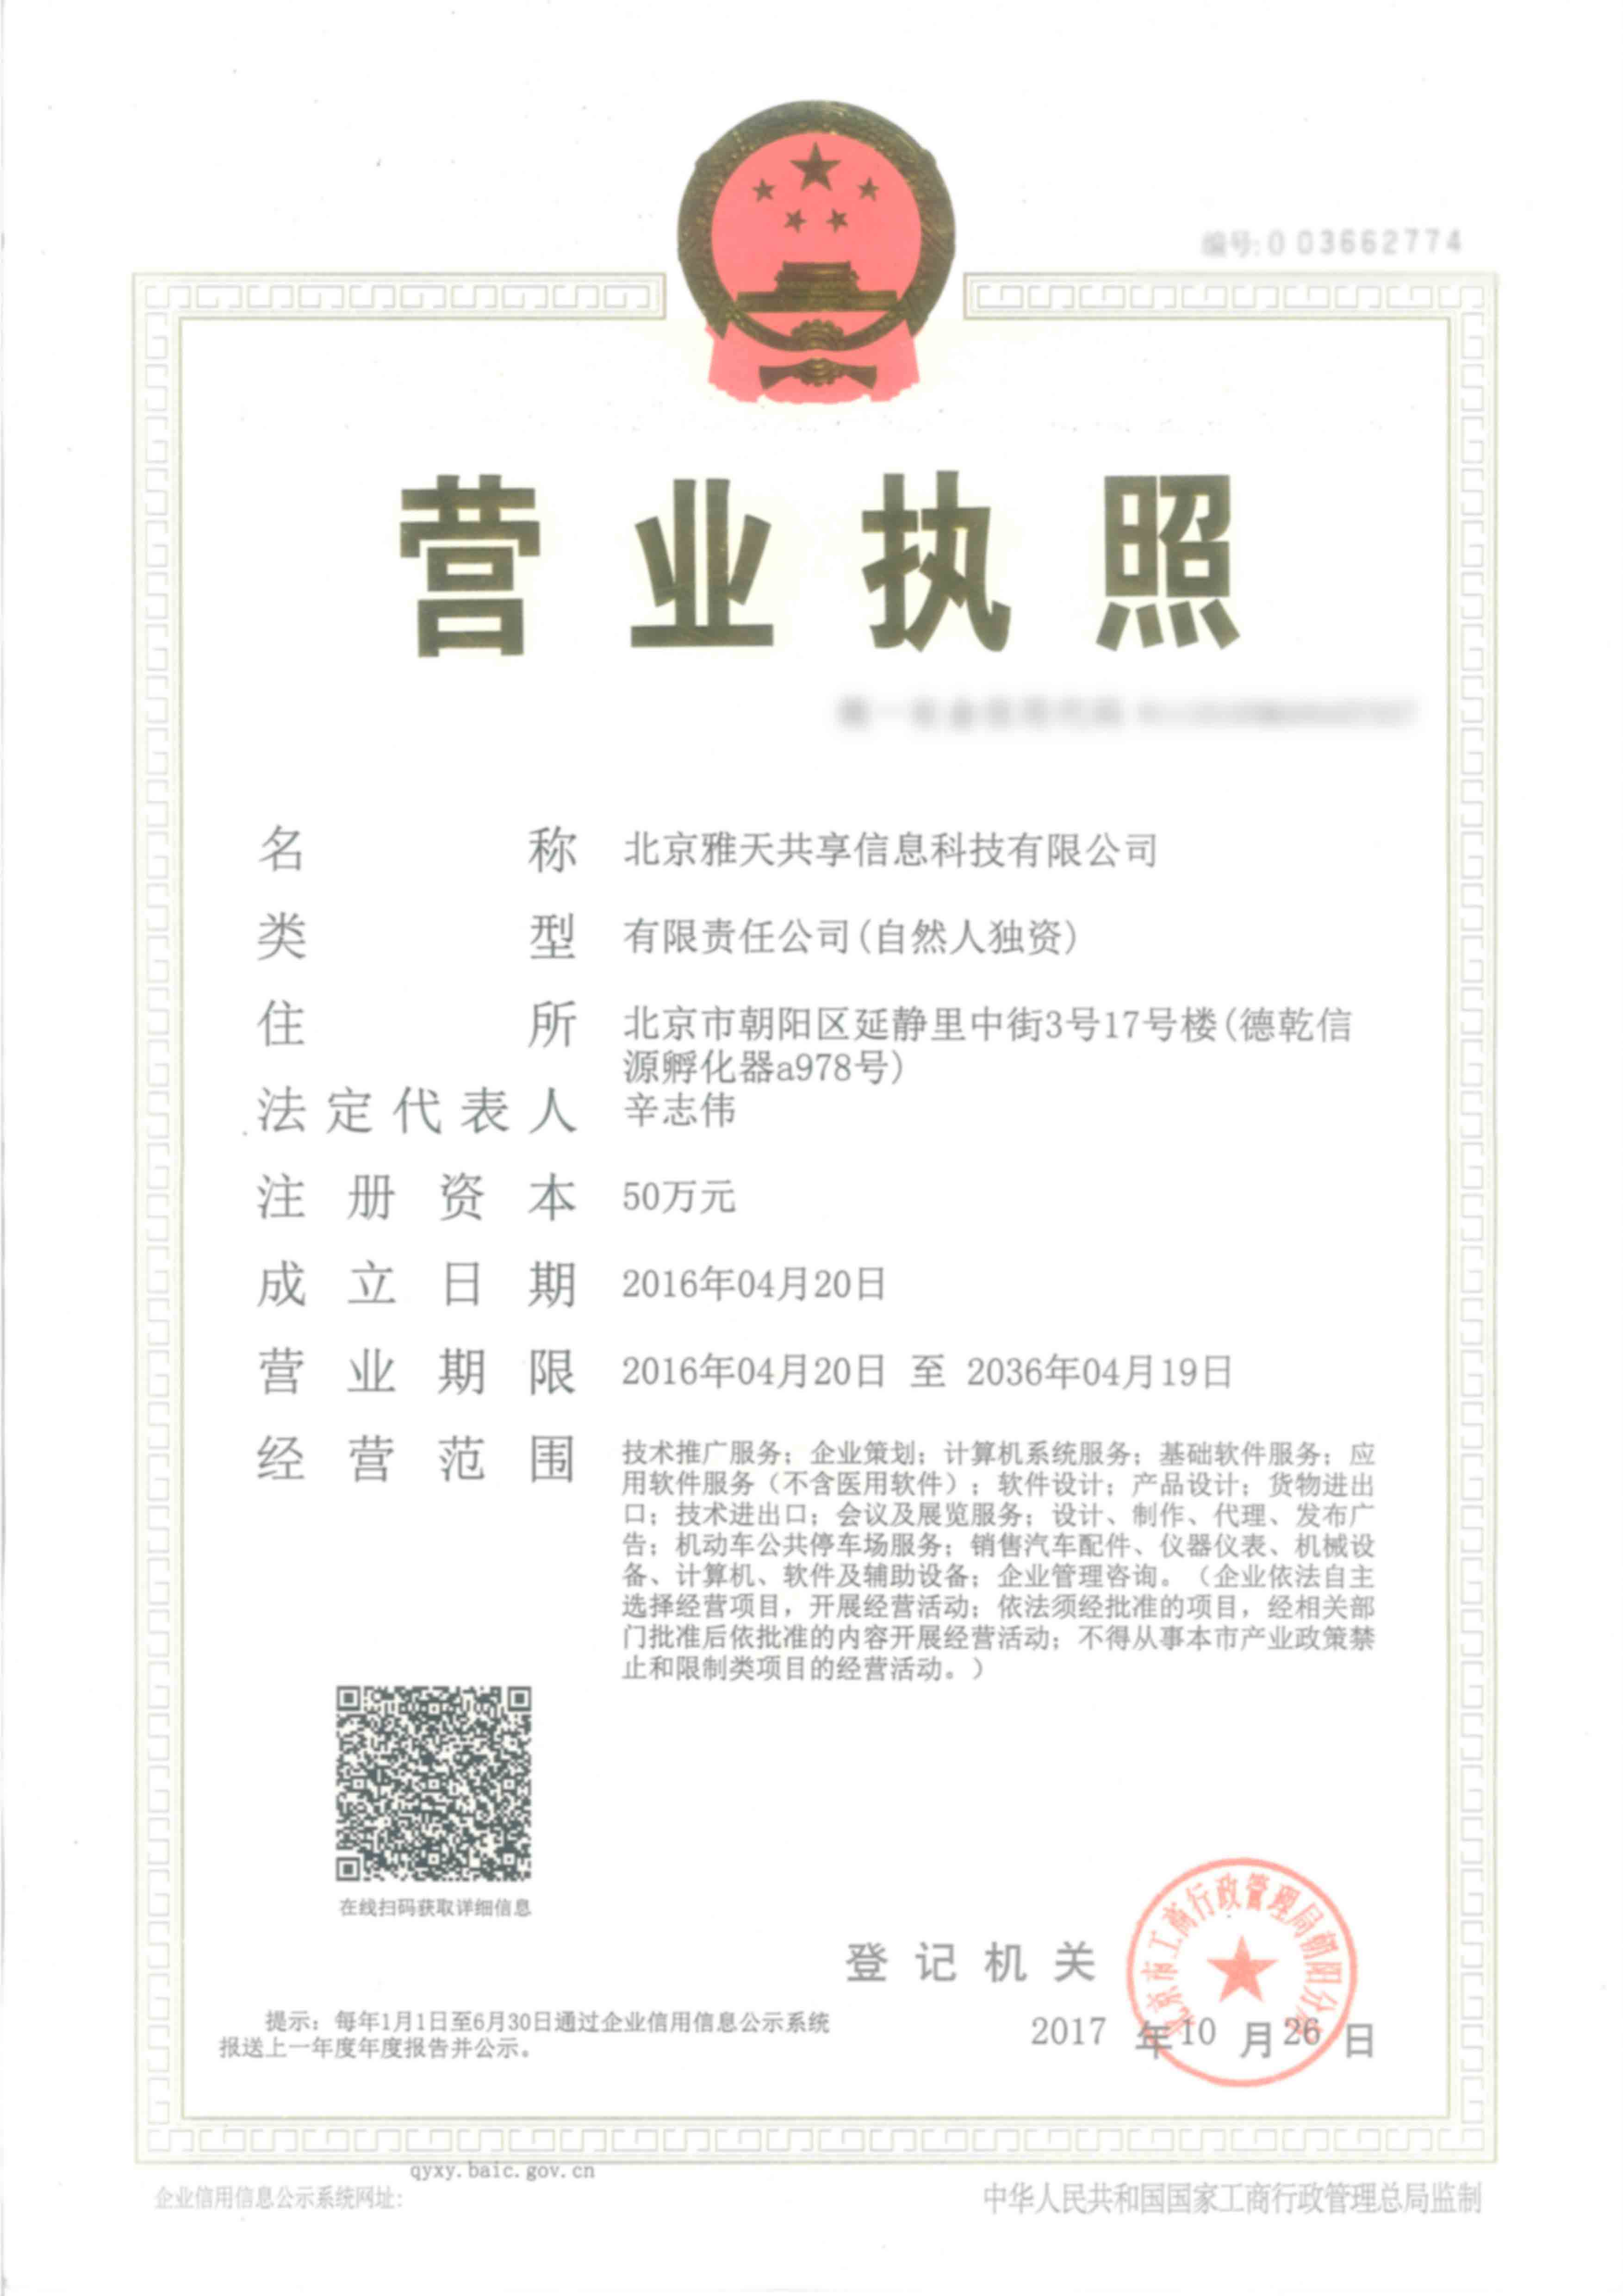 编号:0 03662774
营业执照
名称 北京雅天共享信息科技有限公司
类型 有限责任公司(自然人独资)
住所 北京市朝阳区延静里中街3号17号楼(德乾信
源孵化器a978号)
法定代表人 辛志伟
注册资本 50万元
成立日期 2016年04月20日
营业期限 2016年04月20日 至 2036年04月19日
经营范围 技术推广服务；企业策划；计算机系统服务；基础软件服务；应
用软件服务（不含医用软件）；软件设计；产品设计；货物进出
口；技术进出口；会议及展览服务；设计、制作、代理、发布广
告；机动车公共停车场服务；销售汽车配件、仪器仪表、机械设
备、计算机、软件及辅助设备；企业管理咨询。（企业依法自主
选择经营项目，开展经营活动；依法须经批准的项目，经相关部
门批准后依批准的内容开展经营活动；不得从事本市产业政策禁
止和限制类项目的经营活动。）
在线扫码获取详细信息
登记机关
北京市工商行政管理局朝阳分局
2017 年10 月26 日
提示：每年1月1日至6月30日通过企业信用信息公示系统
报送上一年度年度报告并公示。
qyxy.baic.gov.cn
企业信用信息公示系统网址：
中华人民共和国国家工商行政管理总局监制